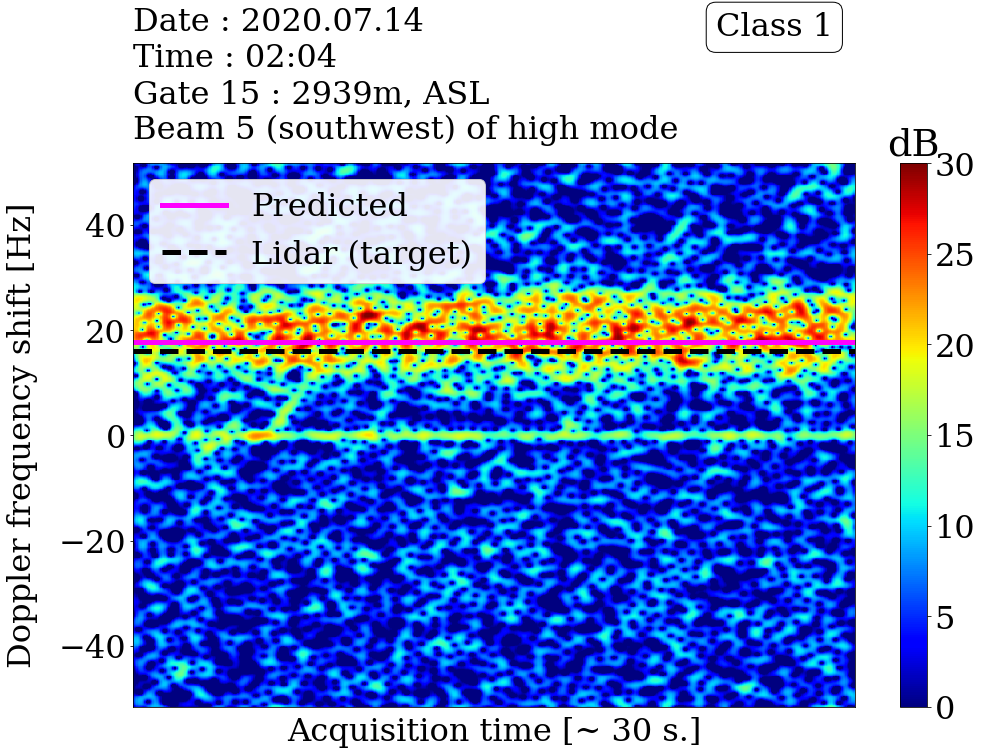 Date : 2020.07.14
Time : 02:04
Gate 15 : 2939m, ASL
Beam 5 (southwest) of high mode
Class 1
dB
Predicted
Lidar (target)
Doppler frequency shift [Hz]
40
20
0
−20
−40
30
25
20
15
10
5
0
Acquisition time [~ 30 s.]